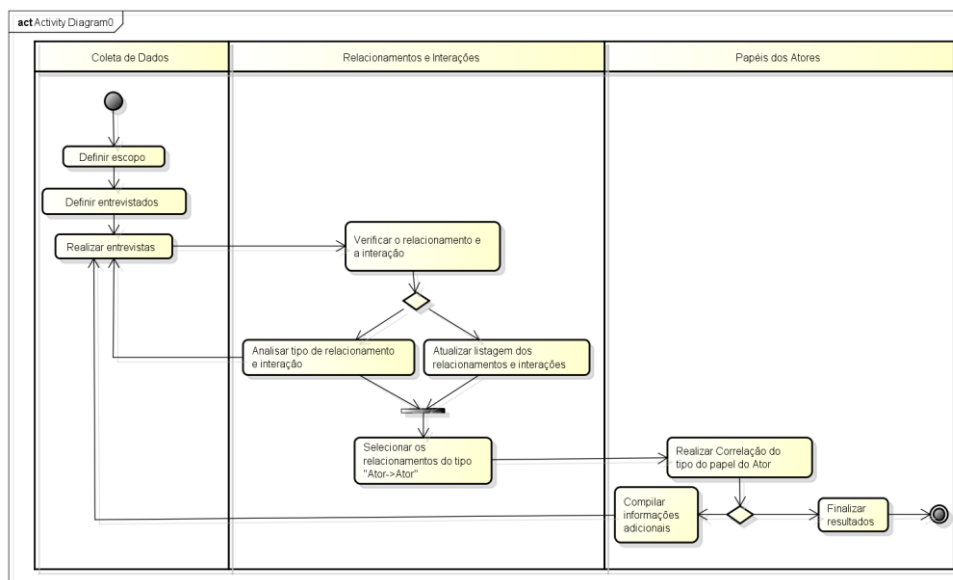 act Activity Diagram0
Coleta de Dados
Relacionamentos e Interações
Papéis dos Atores
Definir escopo
Definir entrevistados
Realizar entrevistas
Verificar o relacionamento e
a interação
Analisar tipo de relacionamento
e interação
Atualizar listagem dos
relacionamentos e interações
Selecionar os
relacionamentos do tipo
"Ator->Ator"
Realizar Correlação do
tipo do papel do Ator
Compilar
informações
adicionais
Finalizar
resultados